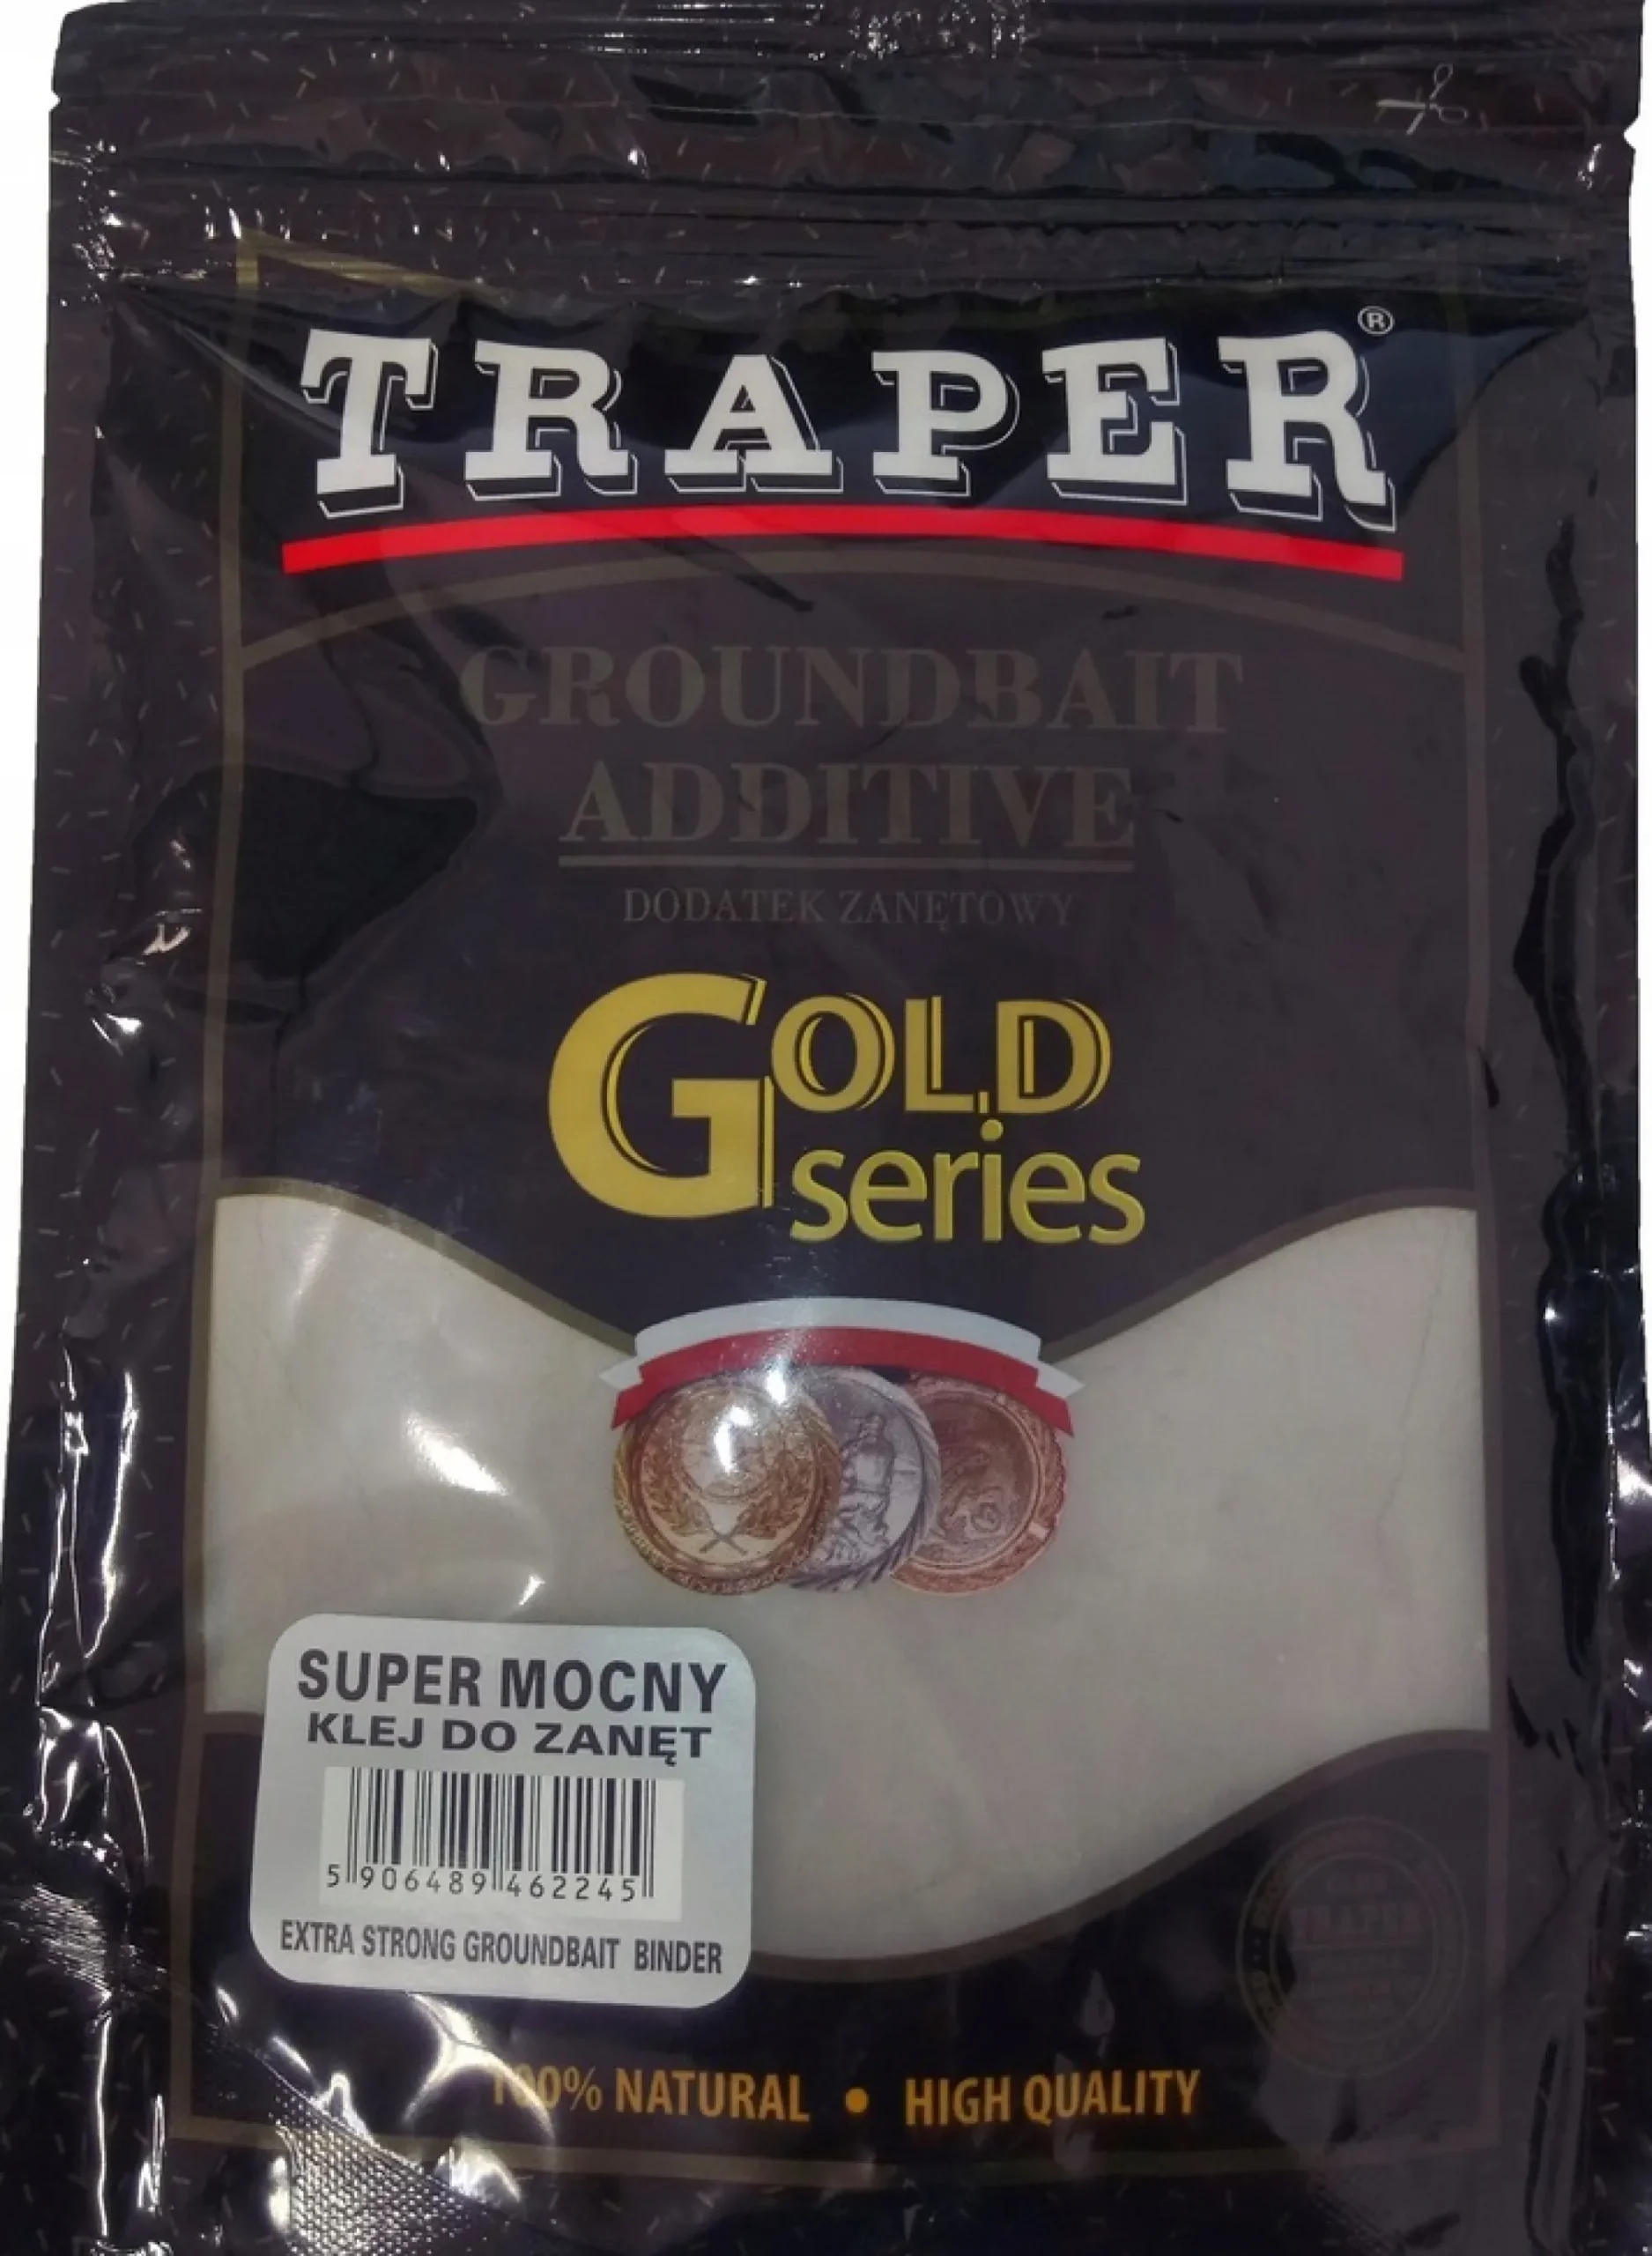 TRAPER®
GROUNDBAIT
ADDITIVE
DODATEK ZANĘTOWY
GOLD
series
SUPER MOCNY
KLEJ DO ZANĘT
5 906489 462245
EXTRA STRONG GROUNDBAIT BINDER
TRAPER
100% NATURAL • HIGH QUALITY